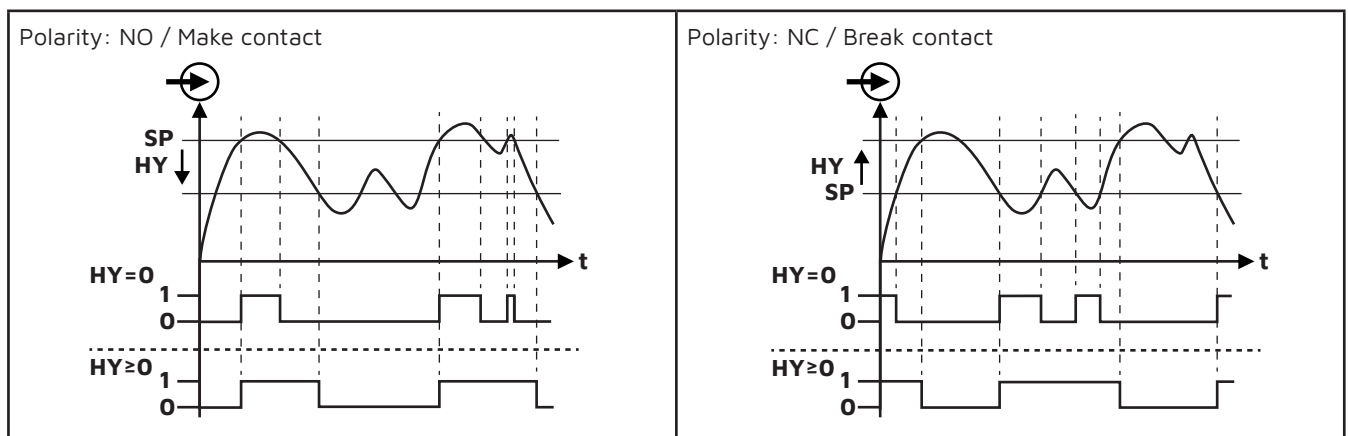 Polarity: NO / Make contact
SP
HY
t
HY=0
1
0
HY≥0
1
0
Polarity: NC / Break contact
HY
SP
t
HY=0
1
0
HY≥0
1
0